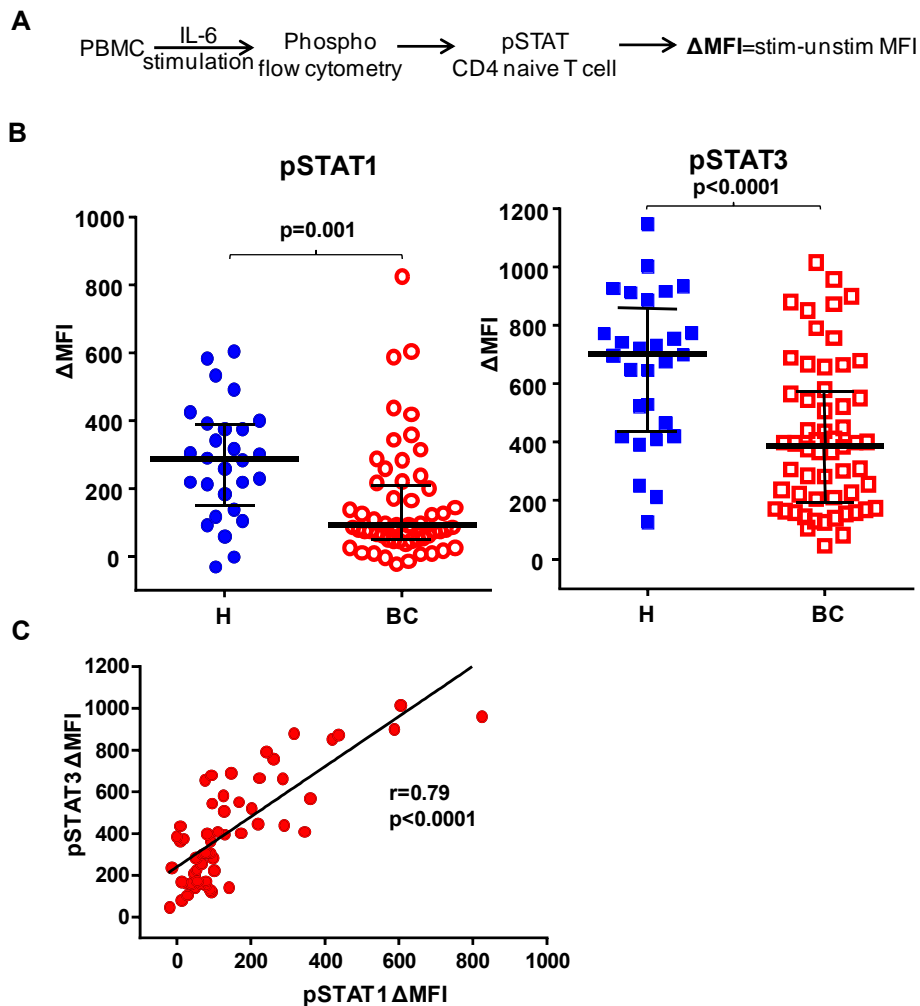 A
PBMC IL-6 stimulation Phospho flow cytometry pSTAT CD4 naive T cell ΔMFI=stim-unstim MFI
B
pSTAT1
p=0.001
ΔMFI
1000
800
600
400
200
0
H BC
pSTAT3
p<0.0001
ΔMFI
1200
1000
800
600
400
200
0
H BC
C
pSTAT3 ΔMFI
1200
1000
800
600
400
200
0
r=0.79
p<0.0001
0 200 400 600 800 1000
pSTAT1 ΔMFI